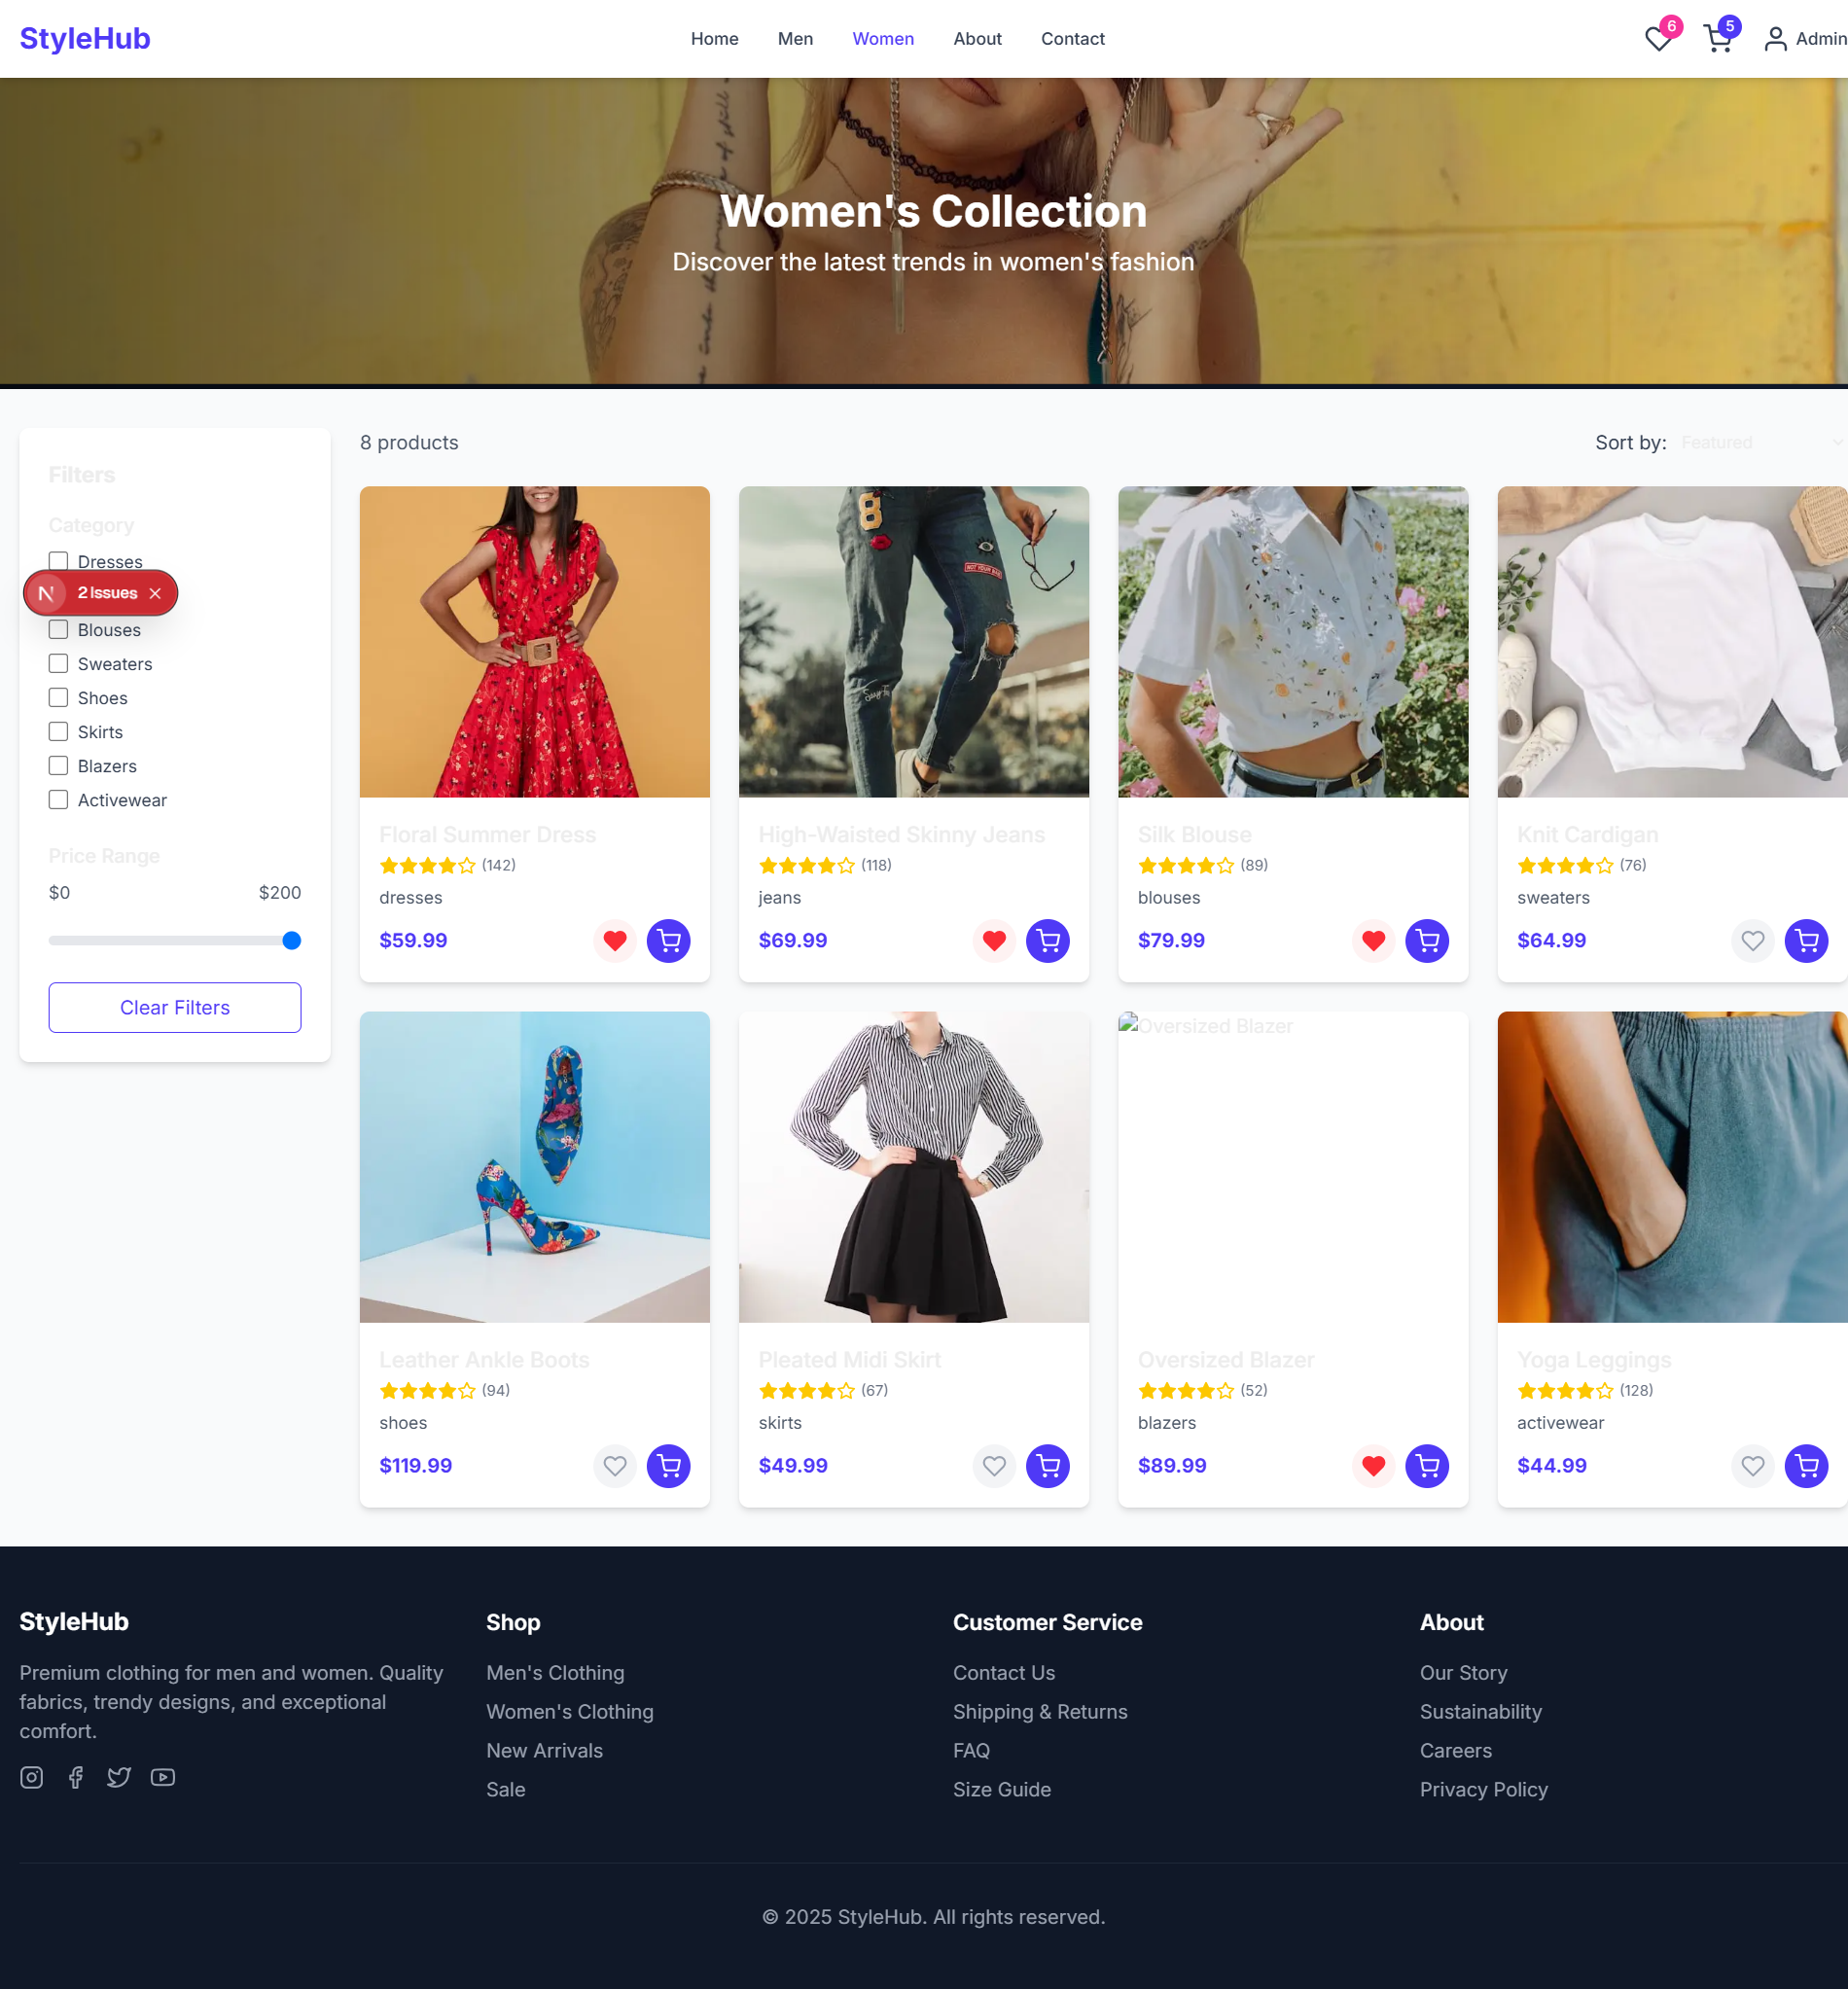 StyleHub
Home Men Women About Contact
6 5 Admin
Women's Collection
Discover the latest trends in women's fashion
8 products
Sort by: Featured
Filters
Category
Dresses
N 2 Issues
Blouses
Sweaters
Shoes
Skirts
Blazers
Activewear
Price Range
$0 $200
Clear Filters
8
NOT YOUR BAE
Floral Summer Dress
(142)
dresses
$59.99
High-Waisted Skinny Jeans
(118)
jeans
$69.99
Silk Blouse
(89)
blouses
$79.99
Knit Cardigan
(76)
sweaters
$64.99
Oversized Blazer
Leather Ankle Boots
(94)
shoes
$119.99
Pleated Midi Skirt
(67)
skirts
$49.99
Oversized Blazer
(52)
blazers
$89.99
Yoga Leggings
(128)
activewear
$44.99
StyleHub
Premium clothing for men and women. Quality
fabrics, trendy designs, and exceptional
comfort.
Shop
Men's Clothing
Women's Clothing
New Arrivals
Sale
Customer Service
Contact Us
Shipping & Returns
FAQ
Size Guide
About
Our Story
Sustainability
Careers
Privacy Policy
© 2025 StyleHub. All rights reserved.